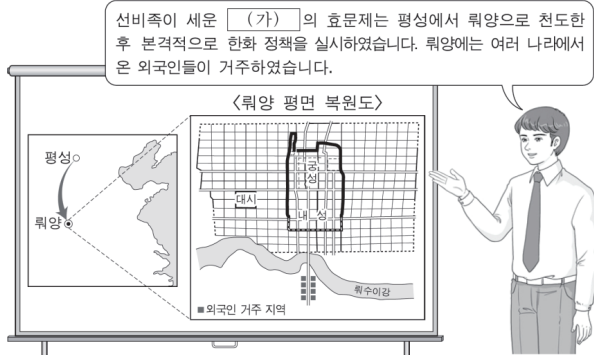 선비족이 세운 (가) 의 효문제는 평성에서 뤄양으로 천도한
후 본격적으로 한화 정책을 실시하였습니다. 뤄양에는 여러 나라에서
온 외국인들이 거주하였습니다.
<뤄양 평면 복원도>
평성
뤄양
궁성
대시
내성
뤄수이강
■외국인 거주 지역